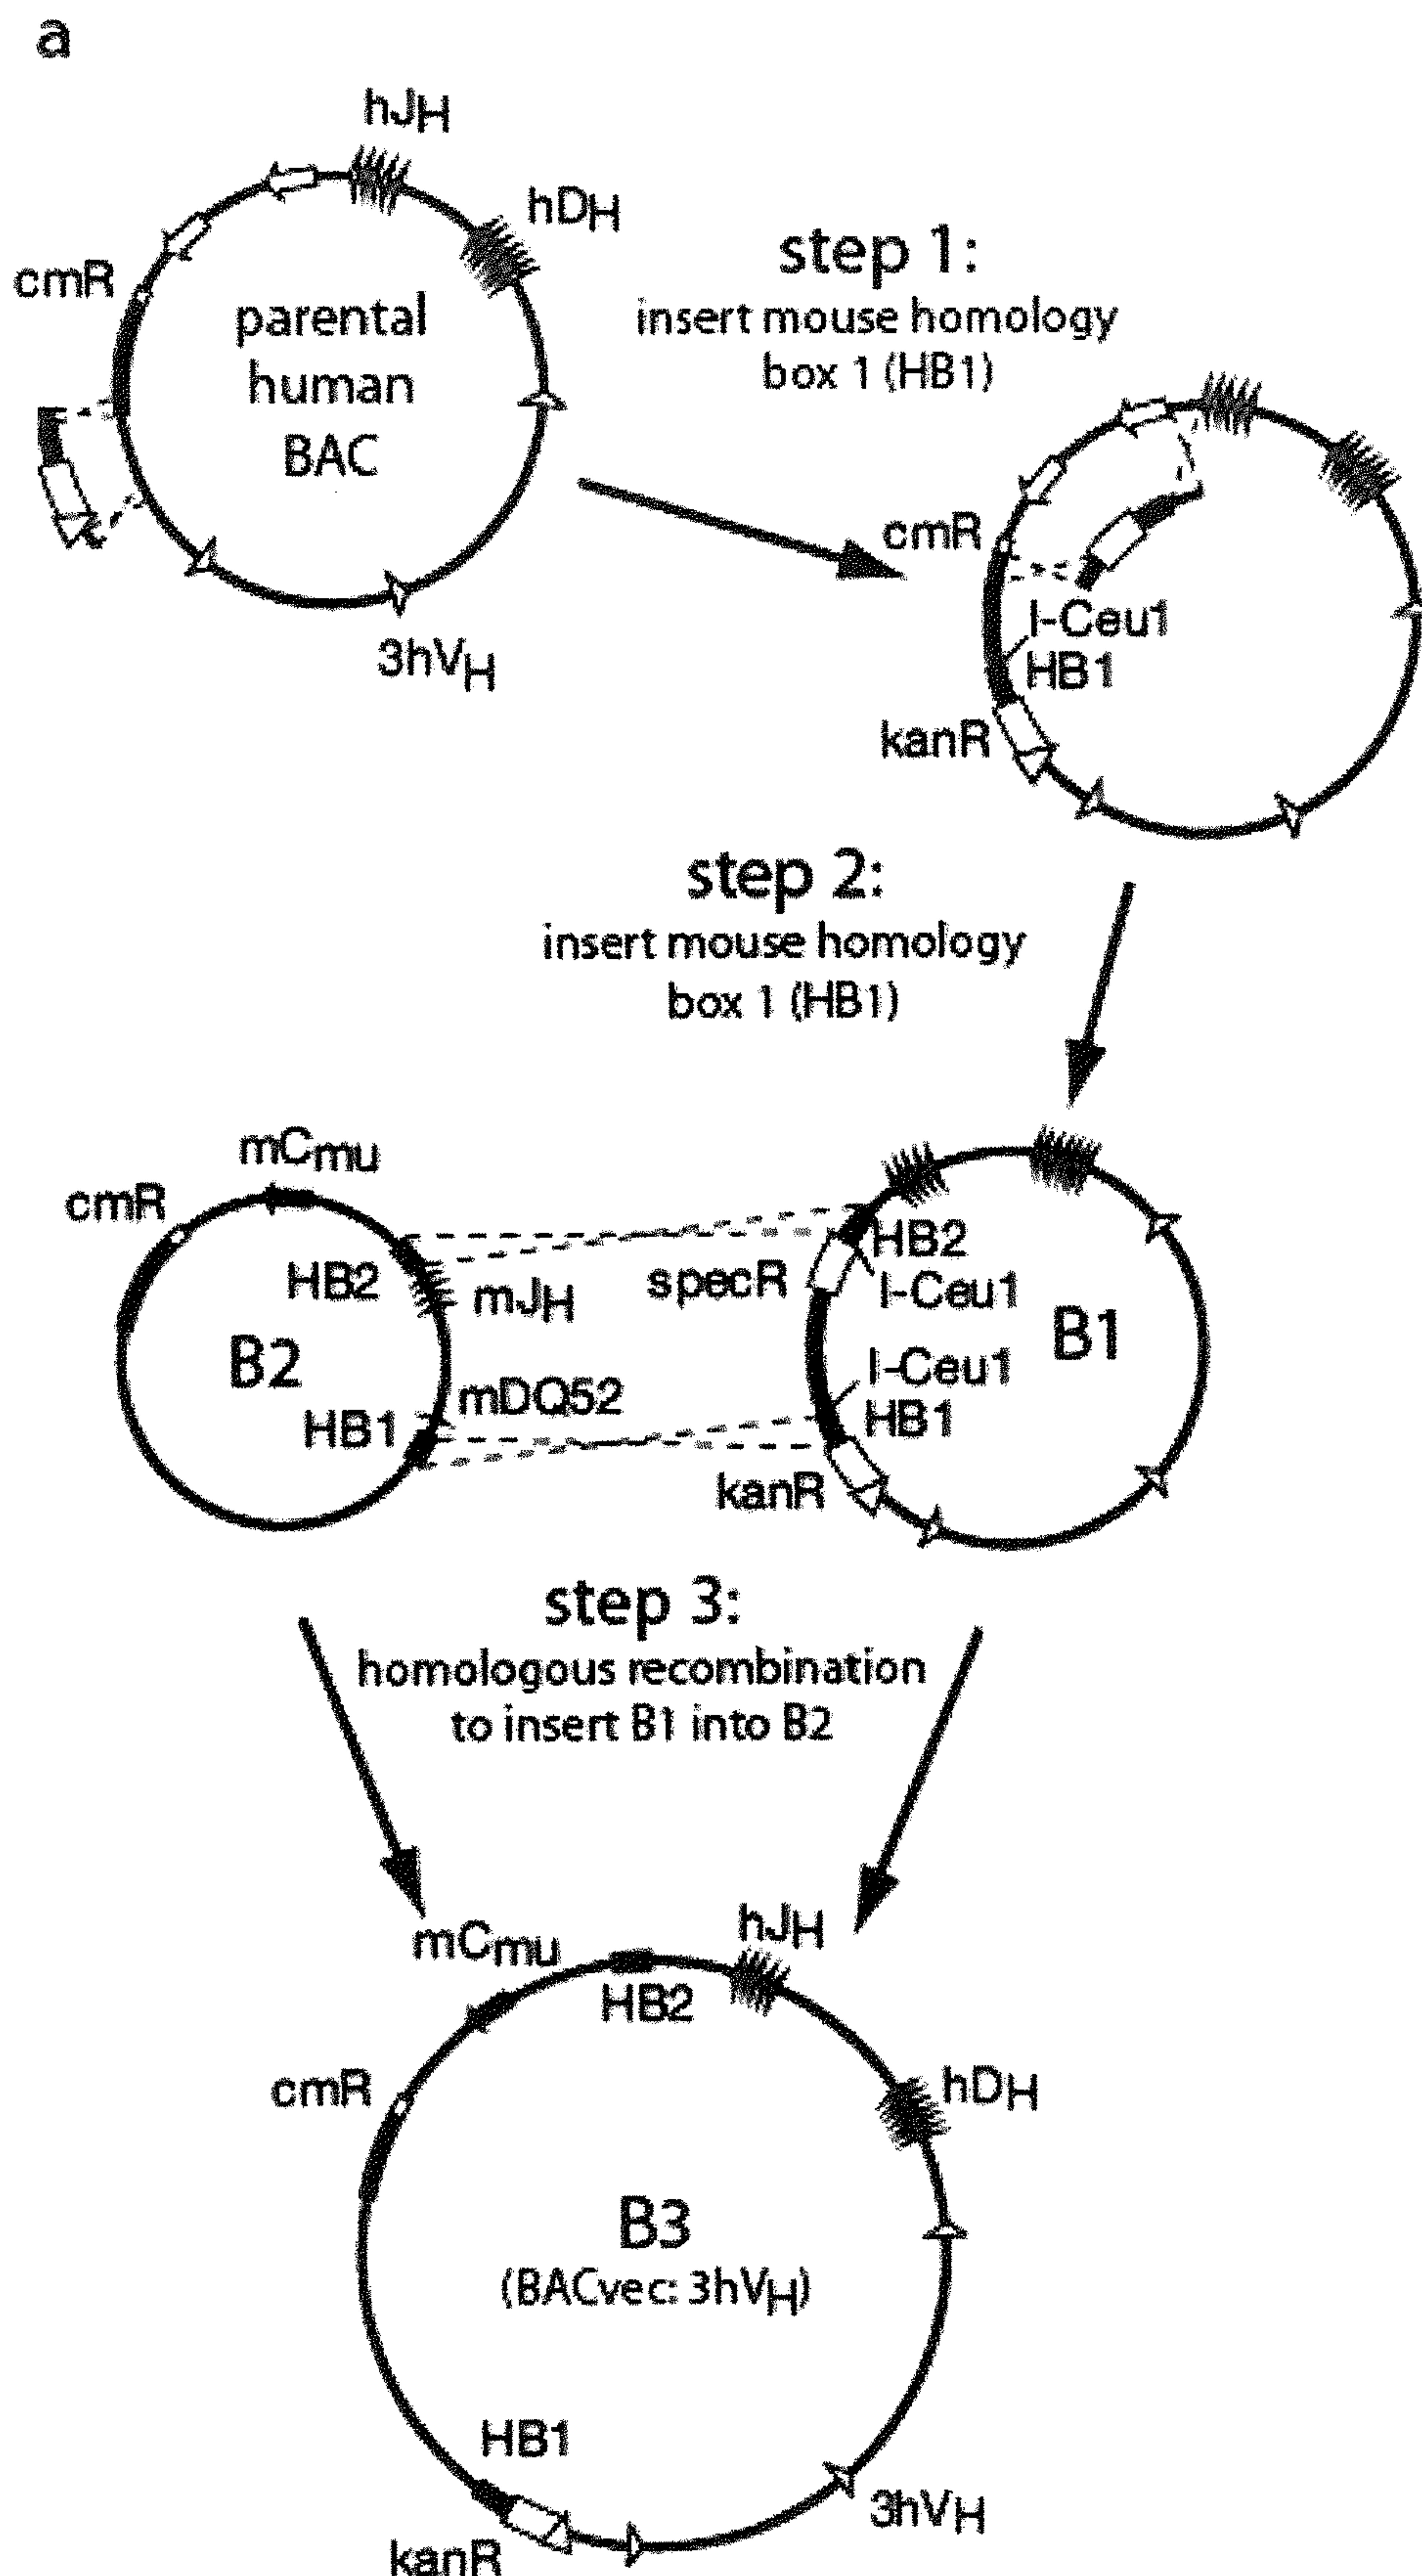 a
hJH
hDH
cmR
parental
human
BAC
3hVH
step 1:
insert mouse homology
box 1 (HB1)
cmR
I-Ceu1
HB1
kanR
step 2:
insert mouse homology
box 1 (HB1)
mCmu
cmR
HB2
mJH
B2
mDQ52
HB1
specR
HB2
I-Ceu1
B1
I-Ceu1
HB1
kanR
step 3:
homologous recombination
to insert B1 into B2
mCmu
HB2
hJH
cmR
hDH
B3
(BACvec: 3hVH)
HB1
3hVH
kanR